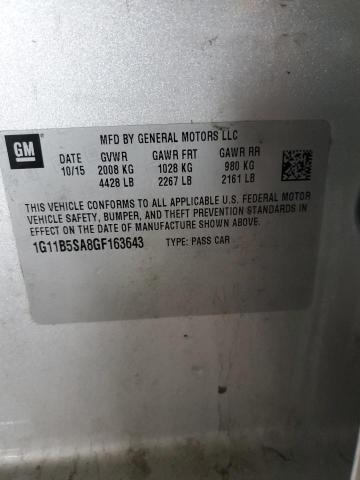 GM
MFD BY GENERAL MOTORS LLC
DATE GVWR GAWR FRT GAWR RR
10/15 2008 KG 1028 KG 980 KG
4428 LB 2267 LB 2161 LB
THIS VEHICLE CONFORMS TO ALL APPLICABLE U.S. FEDERAL MOTOR
VEHICLE SAFETY, BUMPER, AND THEFT PREVENTION STANDARDS IN
EFFECT ON THE DATE OF MANUFACTURE SHOWN ABOVE.
1G11B5SA8GF163643 TYPE: PASS CAR